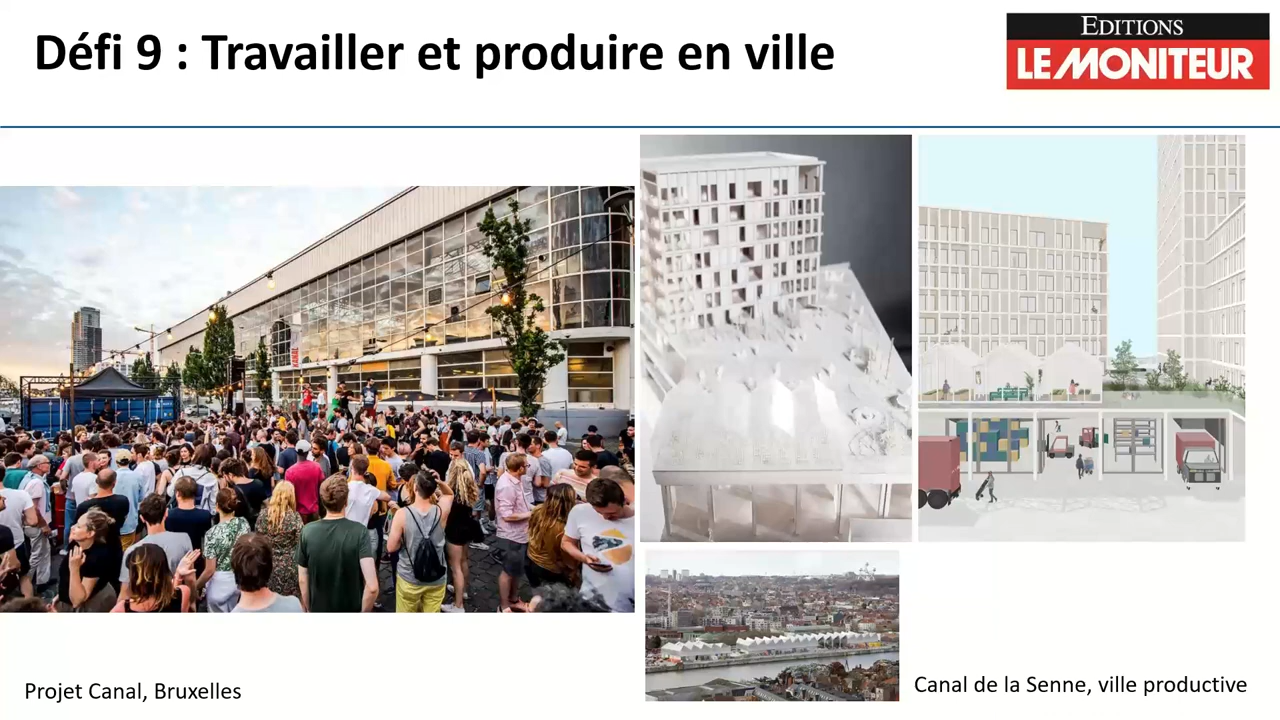 Défi 9 : Travailler et produire en ville
EDITIONS
LE MONITEUR
Projet Canal, Bruxelles
Canal de la Senne, ville productive